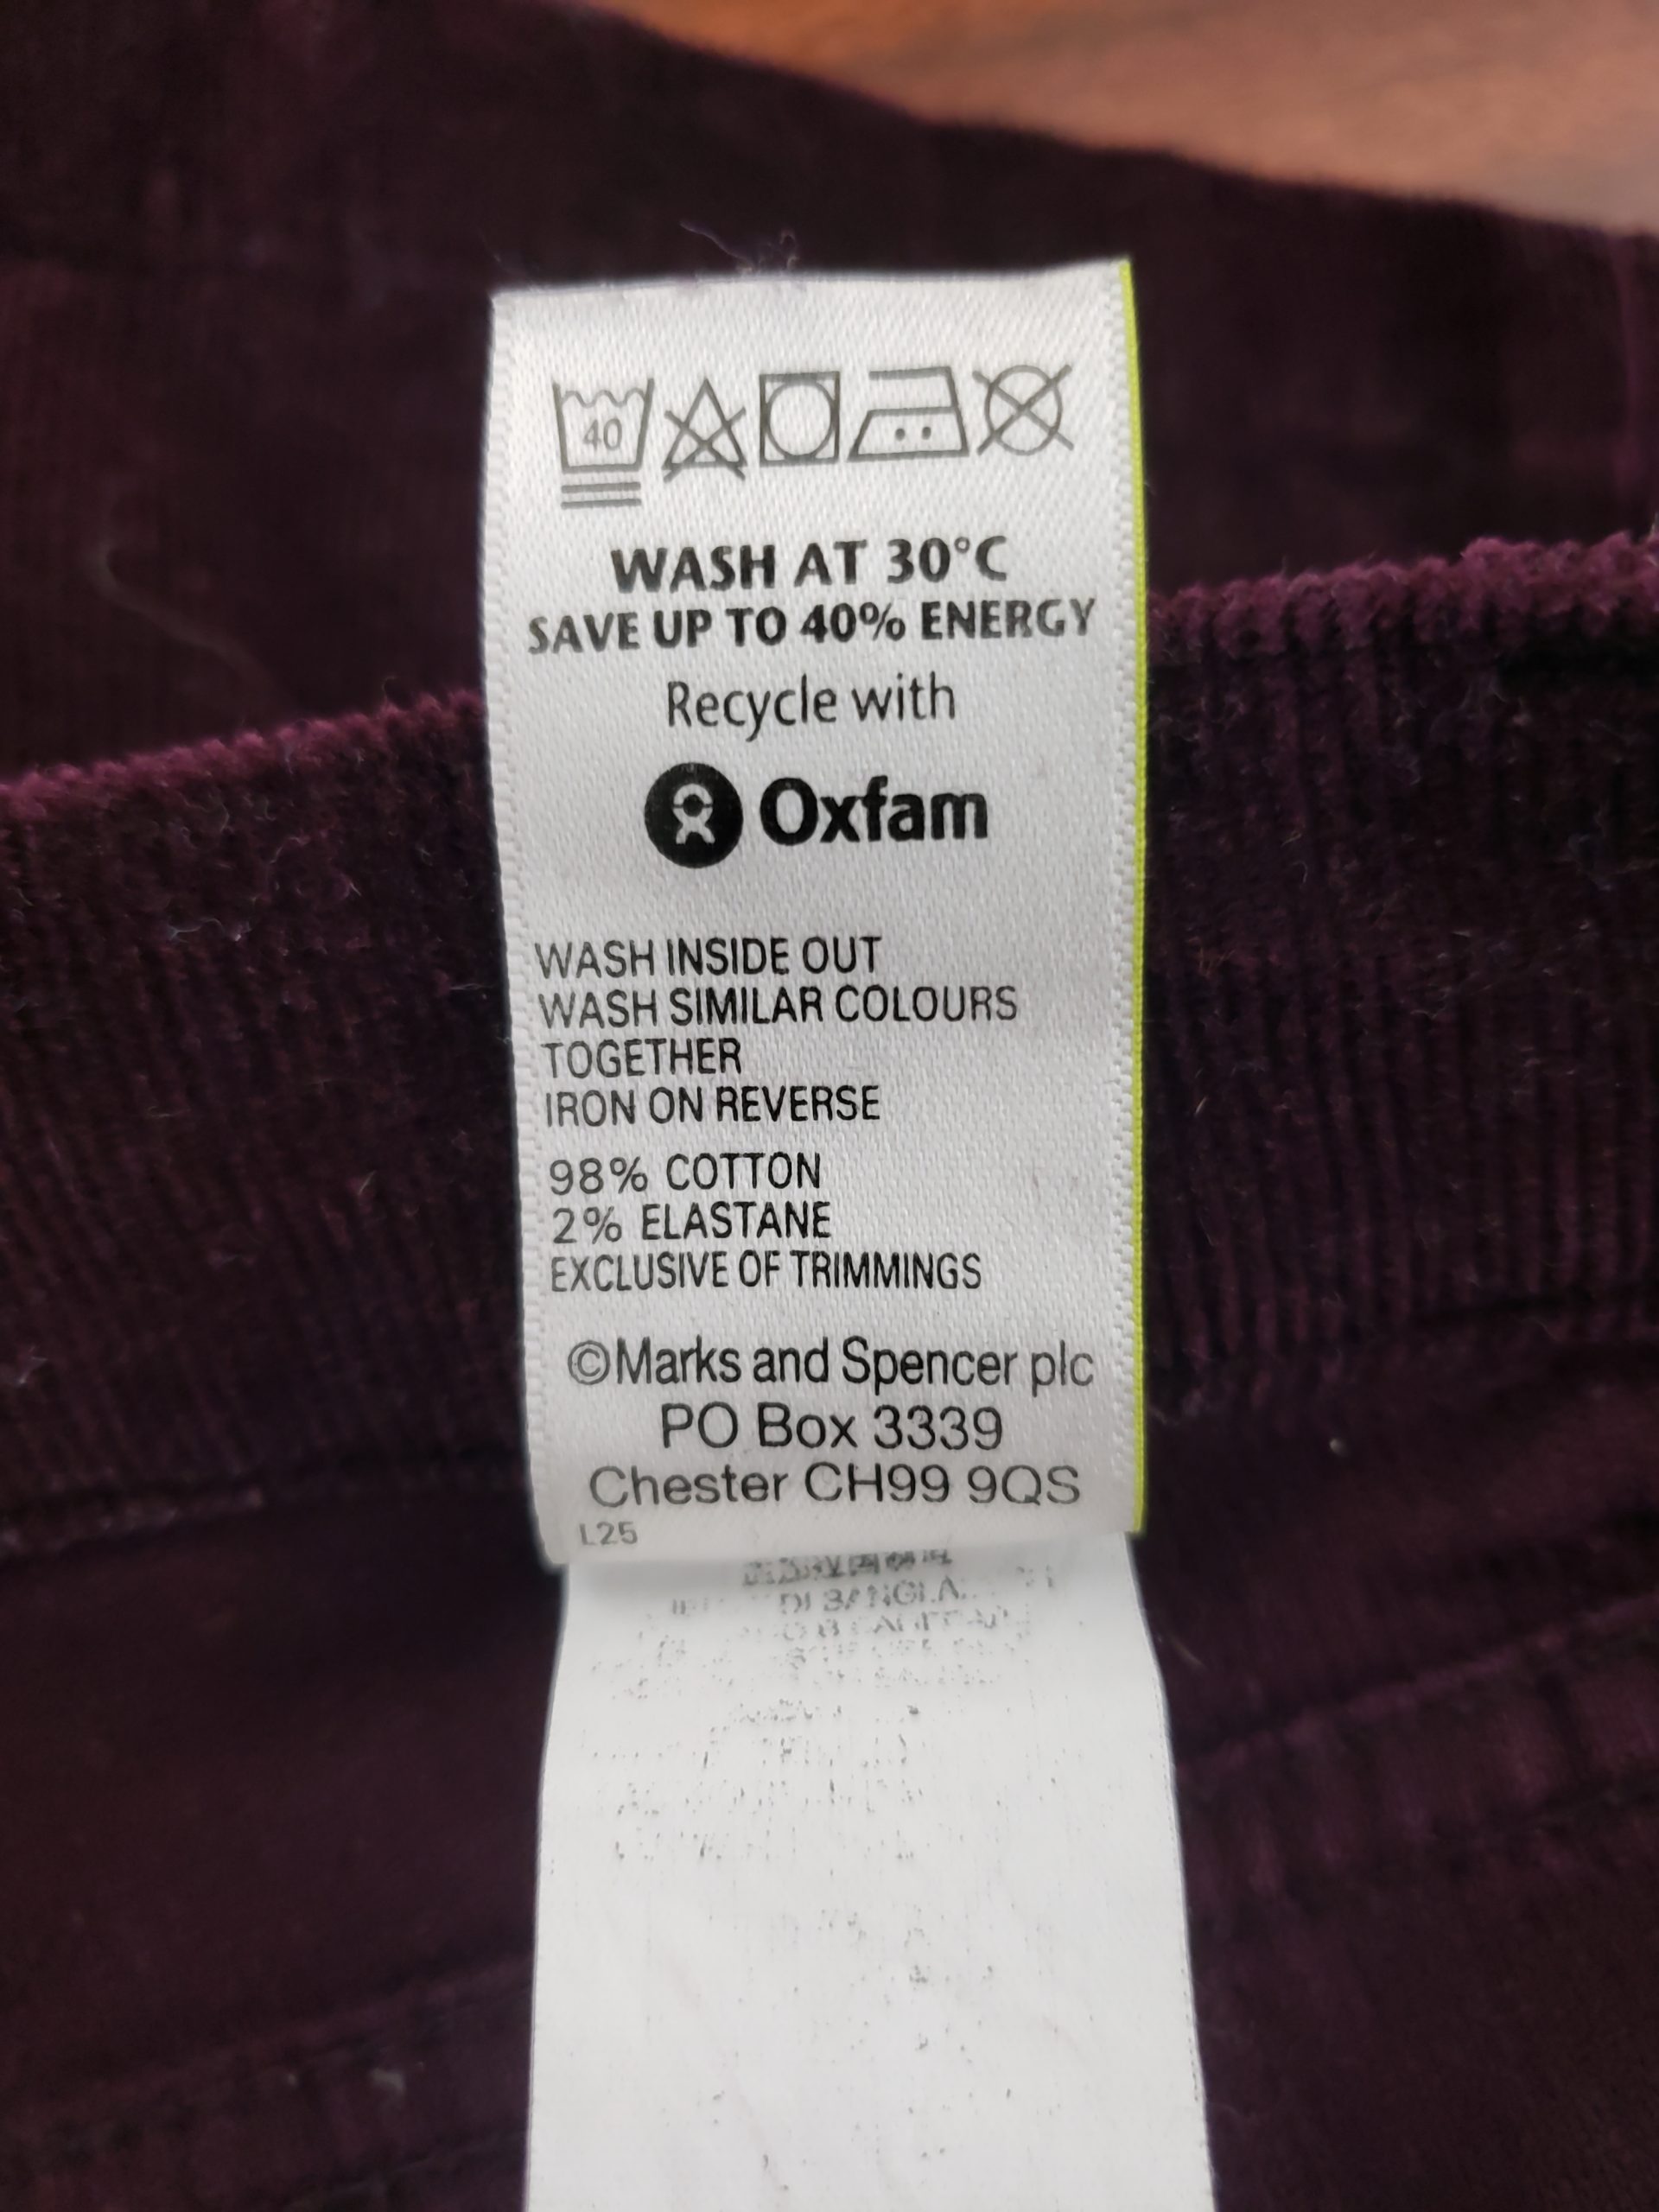 40
WASH AT 30°C
SAVE UP TO 40% ENERGY
Recycle with
Oxfam
WASH INSIDE OUT
WASH SIMILAR COLOURS
TOGETHER
IRON ON REVERSE
98% COTTON
2% ELASTANE
EXCLUSIVE OF TRIMMINGS
©Marks and Spencer plc
PO Box 3339
Chester CH99 9QS
L25